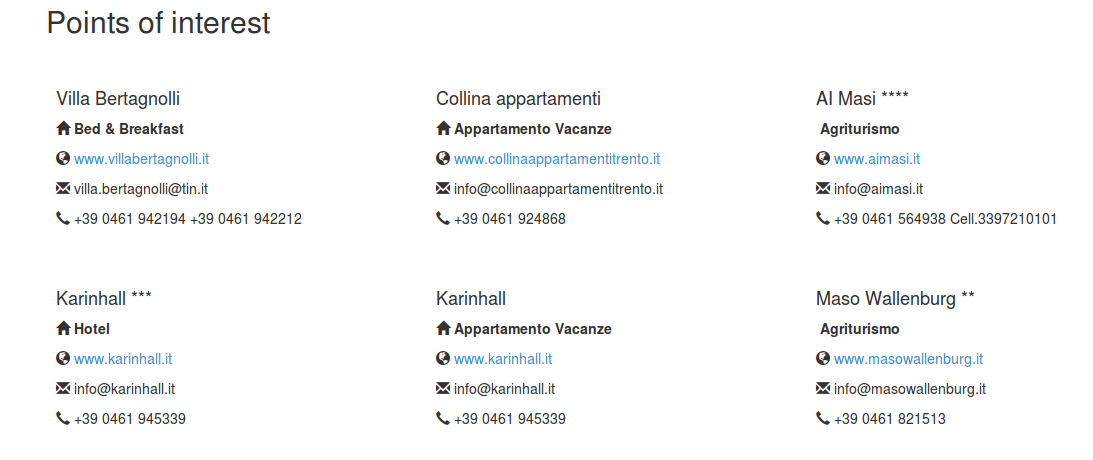 Points of interest
Villa Bertagnolli
Bed & Breakfast
www.villabertagnolli.it
villa.bertagnolli@tin.it
+39 0461 942194 +39 0461 942212
Collina appartamenti
Appartamento Vacanze
www.collinaappartamentitrento.it
info@collinaappartamentitrento.it
+39 0461 924868
AI Masi ****
Agriturismo
www.aimasi.it
info@aimasi.it
+39 0461 564938 Cell.3397210101
Karinhall ***
Hotel
www.karinhall.it
info@karinhall.it
+39 0461 945339
Karinhall
Appartamento Vacanze
www.karinhall.it
info@karinhall.it
+39 0461 945339
Maso Wallenburg **
Agriturismo
www.masowallenburg.it
info@masowallenburg.it
+39 0461 821513